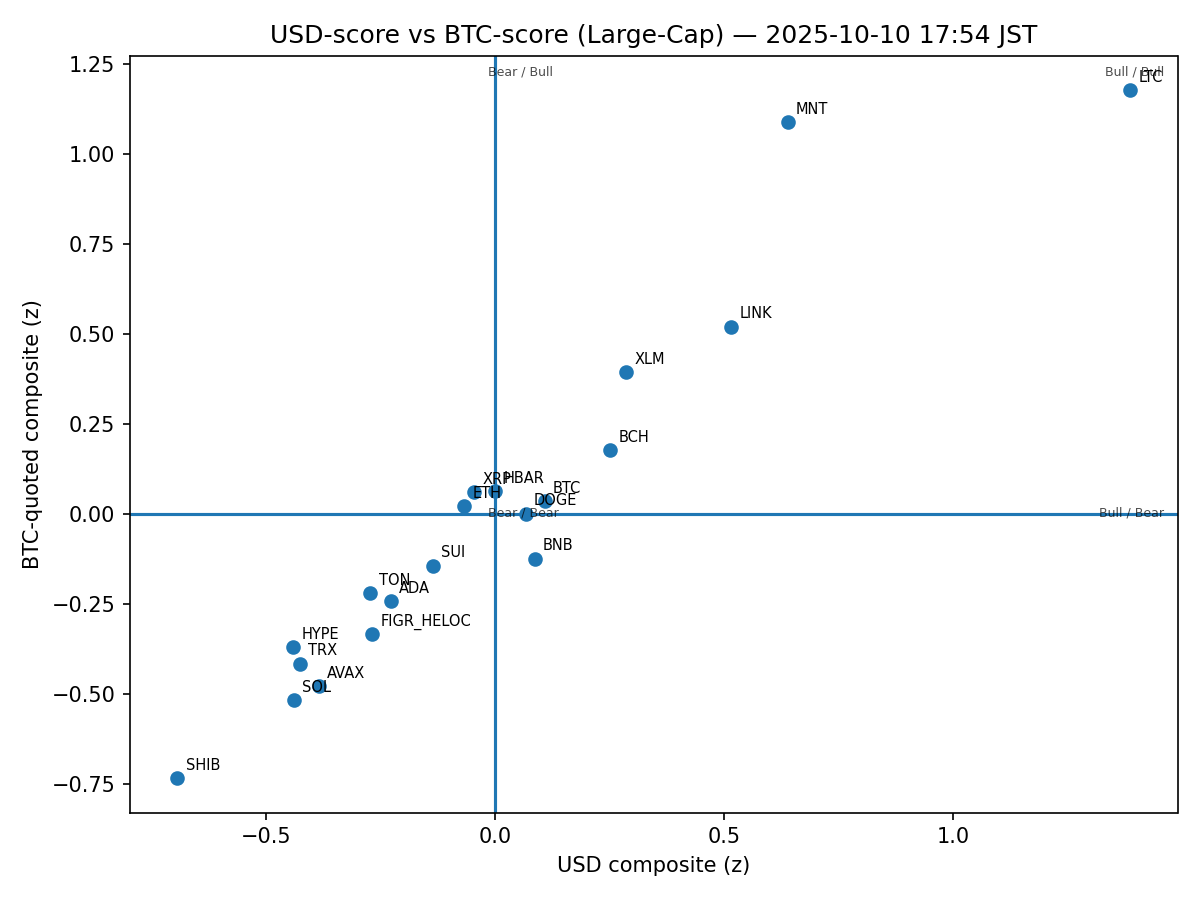 USD-score vs BTC-score (Large-Cap) — 2025-10-10 17:54 JST
Bear / Bull
Bull / Bull
LTC
MNT
LINK
XLM
BCH
XRP
HBAR
BTC
ETH
DOGE
Bear / Bear
Bull / Bear
BNB
SUI
TON
ADA
FIGR_HELOC
HYPE
TRX
AVAX
SOL
SHIB
1.25
1.00
0.75
0.50
0.25
0.00
−0.25
−0.50
−0.75
BTC-quoted composite (z)
−0.5
0.0
0.5
1.0
USD composite (z)